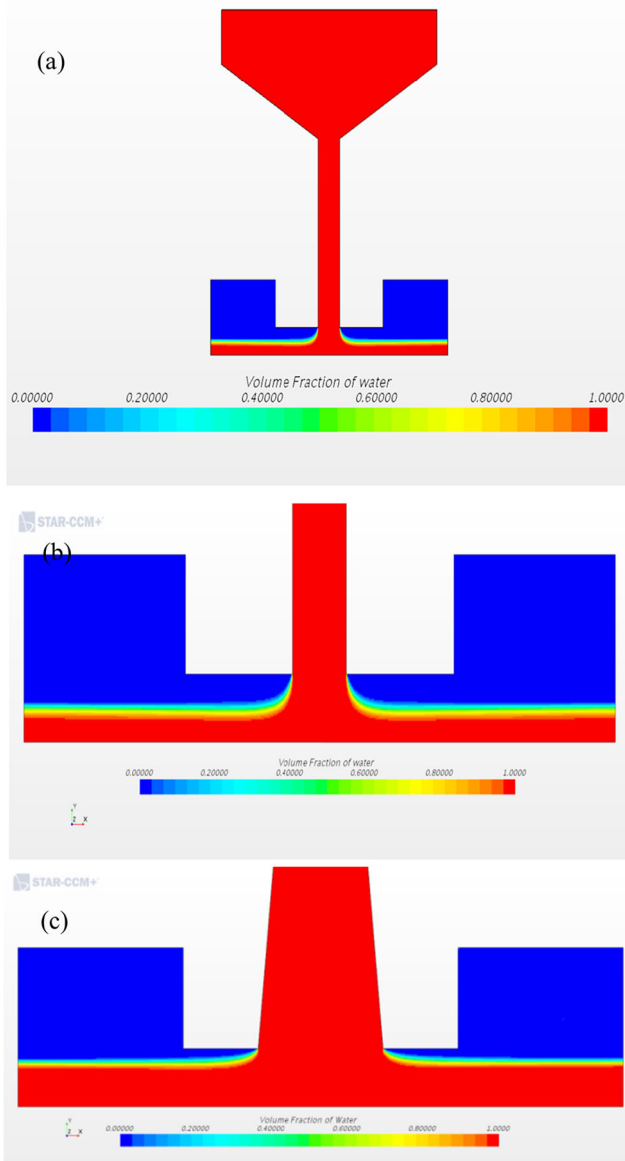 (a)
Volume Fraction of water
0.00000 0.20000 0.40000 0.60000 0.80000 1.0000
STAR-CCM+
(b)
Volume Fraction of water
0.00000 0.20000 0.40000 0.60000 0.80000 1.0000
Y
Z X
STAR-CCM+
(c)
Y
Z X
Volume Fraction of Water
0.00000 0.20000 0.40000 0.60000 0.80000 1.0000